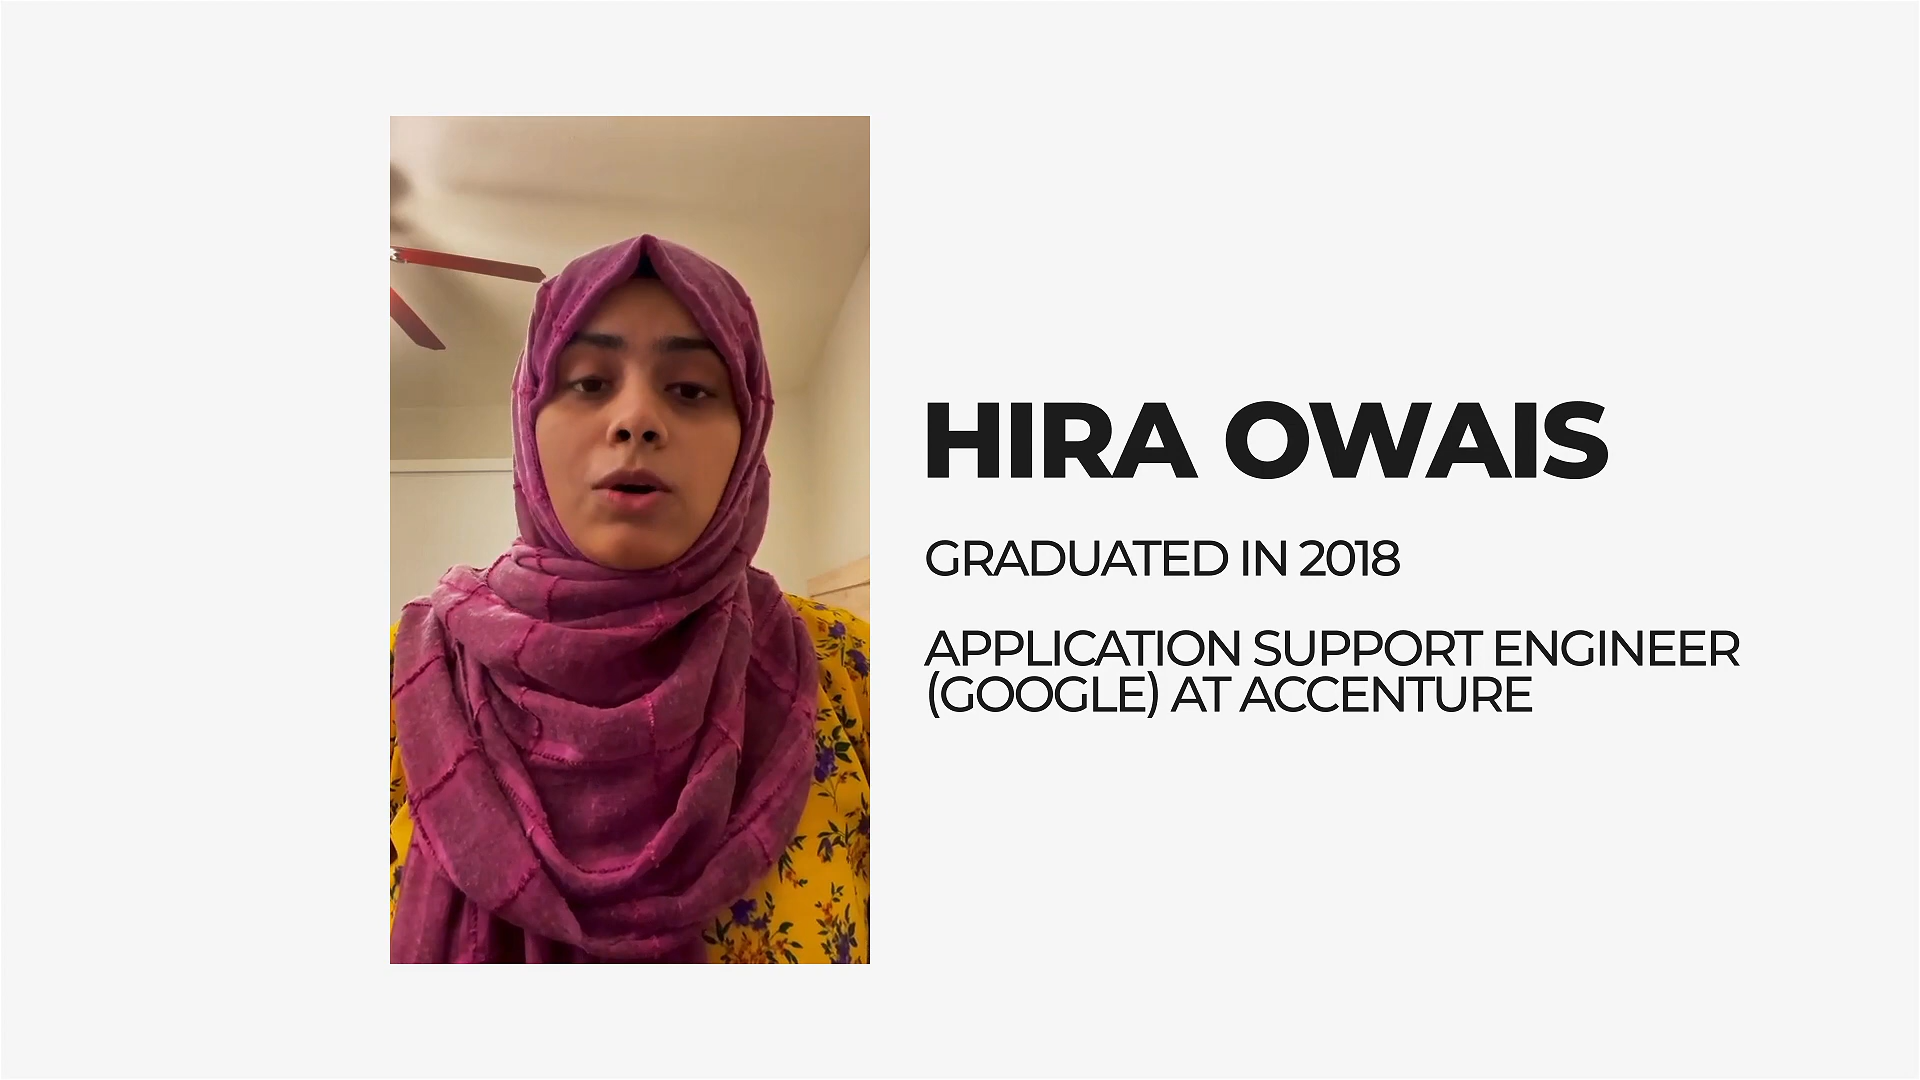 HIRA OWAIS
GRADUATED IN 2018
APPLICATION SUPPORT ENGINEER
(GOOGLE) AT ACCENTURE